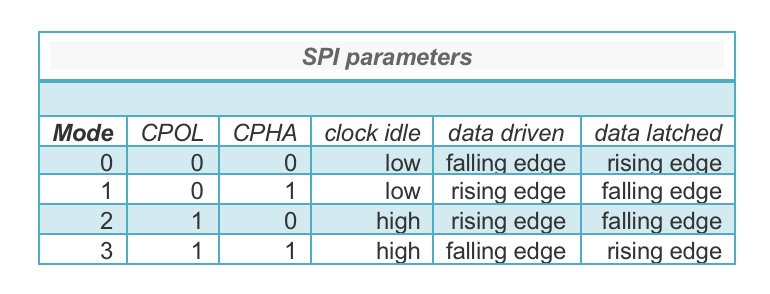 SPI parameters
Mode CPOL CPHA clock idle data driven data latched
0 0 0 low falling edge rising edge
1 0 1 low rising edge falling edge
2 1 0 high rising edge falling edge
3 1 1 high falling edge rising edge